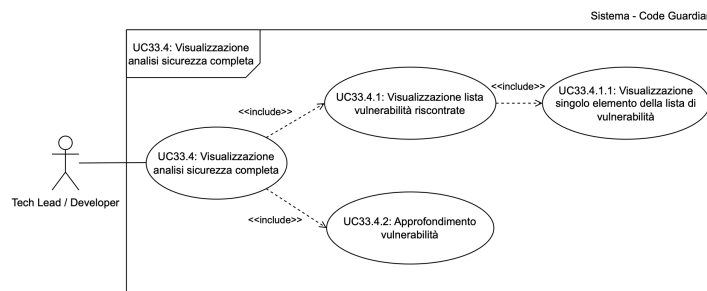 Sistema - Code Guardian
UC33.4: Visualizzazione
analisi sicurezza completa
UC33.4.1: Visualizzazione lista
vulnerabilità riscontrate
<<include>>
UC33.4.1.1: Visualizzazione
singolo elemento della lista di
vulnerabilità
<<include>>
UC33.4: Visualizzazione
analisi sicurezza completa
Tech Lead / Developer
<<include>>
UC33.4.2: Approfondimento
vulnerabilità